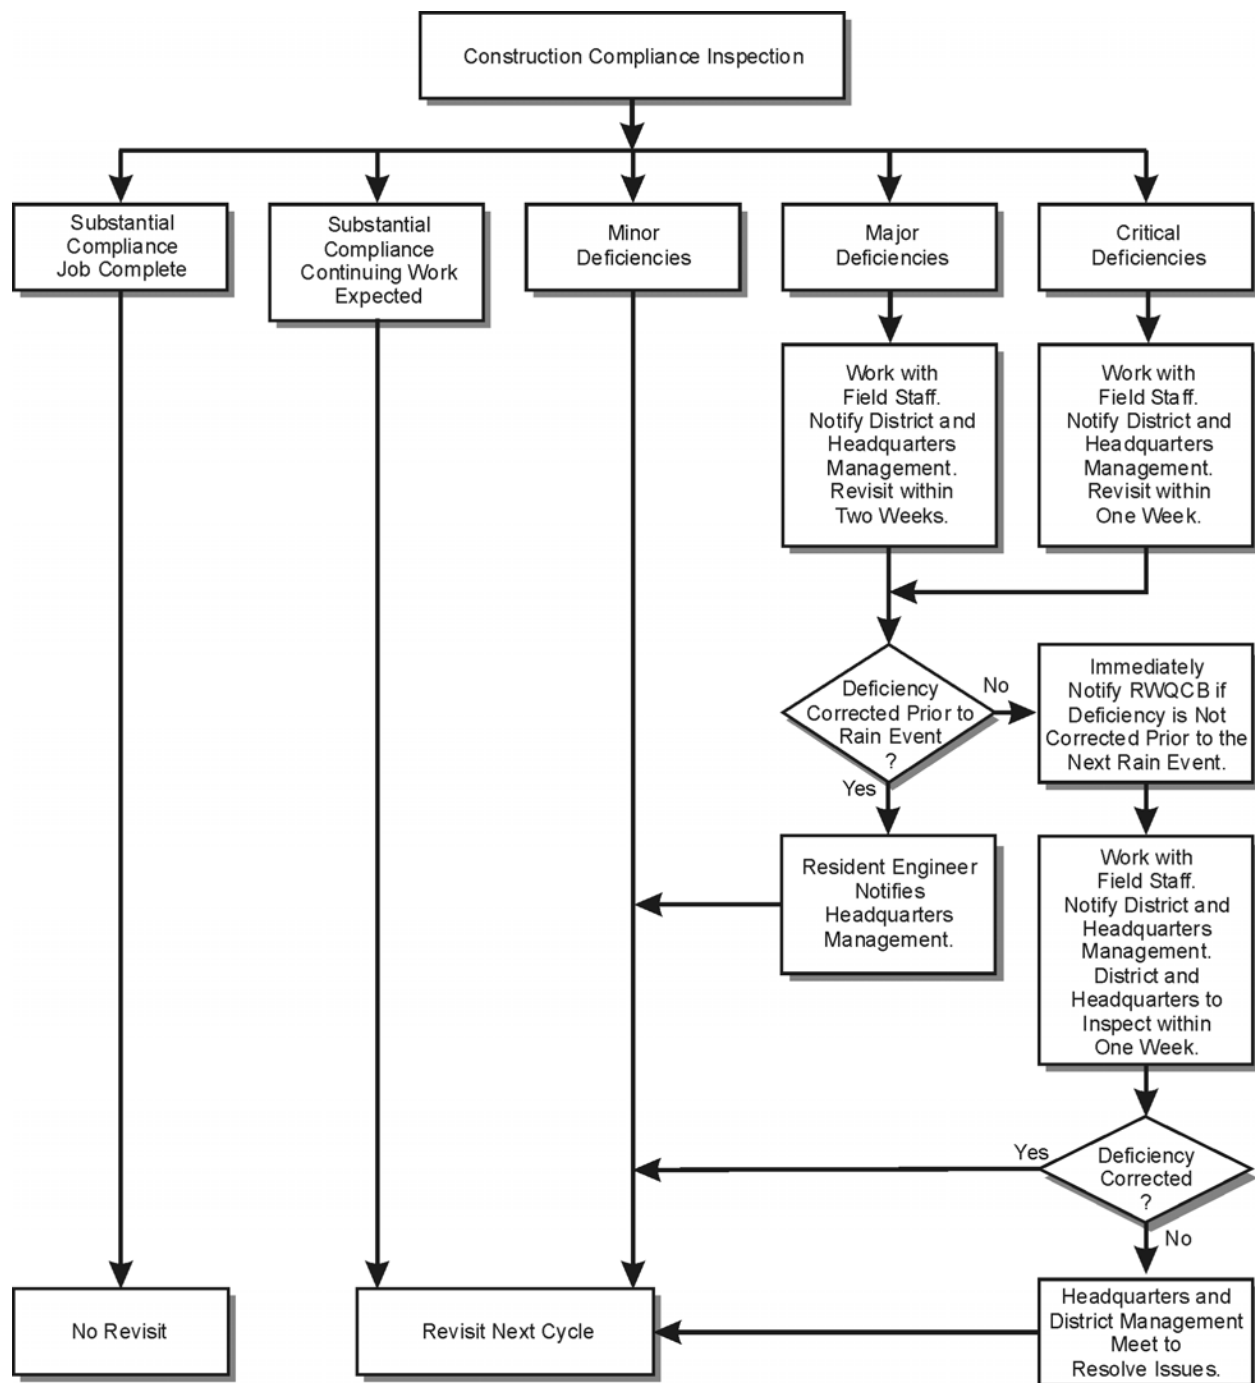 Construction Compliance Inspection
Substantial
Compliance
Job Complete
Substantial
Compliance
Continuing Work
Expected
Minor
Deficiencies
Major
Deficiencies
Critical
Deficiencies
Work with
Field Staff.
Notify District and
Headquarters
Management.
Revisit within
Two Weeks.
Work with
Field Staff.
Notify District and
Headquarters
Management.
Revisit within
One Week.
Deficiency
Corrected Prior to
Rain Event
?
No
Yes
Immediately
Notify RWQCB if
Deficiency is Not
Corrected Prior to the
Next Rain Event.
Resident Engineer
Notifies
Headquarters
Management.
Work with
Field Staff.
Notify District and
Headquarters
Management.
District and
Headquarters to
Inspect within
One Week.
Yes
Deficiency
Corrected
?
No
No Revisit
Revisit Next Cycle
Headquarters and
District Management
Meet to
Resolve Issues.